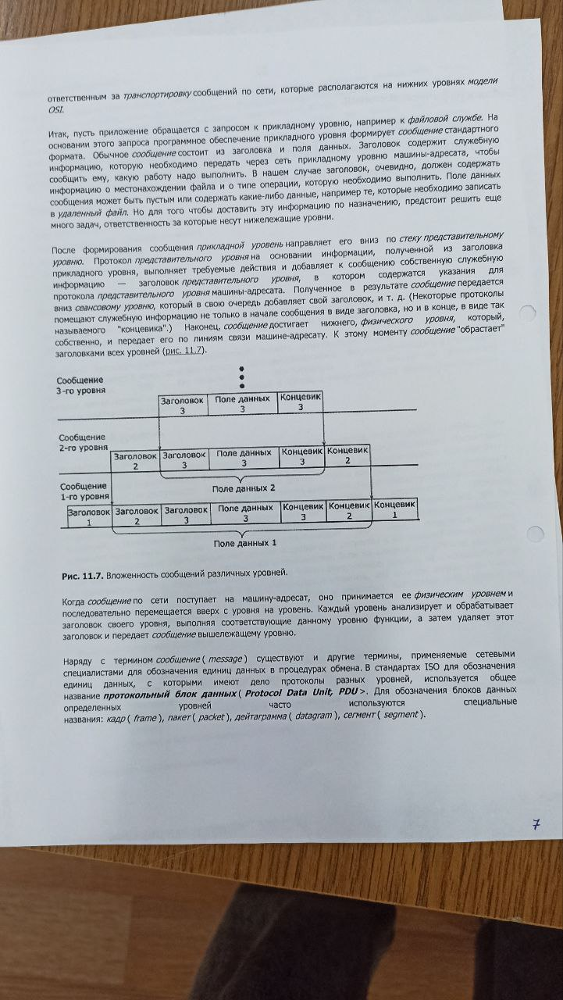 ответственным за транспортировку сообщений по сети, которые располагаются на нижних уровнях модели
OSI.
Итак, пусть приложение обращается с запросом к прикладному уровню, например к файловой службе. На
основании этого запроса программное обеспечение прикладного уровня формирует сообщение стандартного
формата. Обычное сообщение состоит из заголовка и поля данных. Заголовок содержит служебную
информацию, которую необходимо передать через сеть прикладному уровню машины-адресата, чтобы
сообщить ему, какую работу надо выполнить. В нашем случае заголовок, очевидно, должен содержать
информацию о местонахождении файла и о типе операции, которую необходимо выполнить. Поле данных
сообщения может быть пустым или содержать какие-либо данные, например те, которые необходимо записать
в удаленный файл. Но для того чтобы доставить эту информацию по назначению, предстоит решить еще
много задач, ответственность за которые несут нижележащие уровни.
После формирования сообщения прикладной уровень направляет его вниз по стеку представительному
уровню. Протокол представительного уровня на основании информации, полученной из заголовка
прикладного уровня, выполняет требуемые действия и добавляет к сообщению собственную служебную
информацию — заголовок представительного уровня, в котором содержатся указания для
протокола представительного уровня машины-адресата. Полученное в результате сообщение передается
вниз сеансовому уровню, который в свою очередь добавляет свой заголовок, и т. д. (Некоторые протоколы
помещают служебную информацию не только в начале сообщения в виде заголовка, но и в конце, в виде так
называемого "концевика".) Наконец, сообщение достигает нижнего, физического уровня, который,
собственно, и передает его по линиям связи машине-адресату. К этому моменту сообщение "обрастает"
заголовками всех уровней (рис. 11.7).
Сообщение
3-го уровня
Заголовок Поле данных Концевик
3 3 3
Сообщение
2-го уровня
Заголовок Заголовок Поле данных Концевик Концевик
2 3 3 3 2
Поле данных 2
Сообщение
1-го уровня
Заголовок Заголовок Заголовок Поле данных Концевик Концевик Концевик
1 2 3 3 3 2 1
Поле данных 1
Рис. 11.7. Вложенность сообщений различных уровней.
Когда сообщение по сети поступает на машину-адресат, оно принимается ее физическим уровнем и
последовательно перемещается вверх с уровня на уровень. Каждый уровень анализирует и обрабатывает
заголовок своего уровня, выполняя соответствующие данному уровню функции, а затем удаляет этот
заголовок и передает сообщение вышележащему уровню.
Наряду с термином сообщение ( message ) существуют и другие термины, применяемые сетевыми
специалистами для обозначения единиц данных в процедурах обмена. В стандартах ISO для обозначения
единиц данных, с которыми имеют дело протоколы разных уровней, используется общее
название протокольный блок данных ( Protocol Data Unit, PDU >. Для обозначения блоков данных
определенных уровней часто используются специальные
названия: кадр ( frame ), пакет ( packet ), дейтаграмма ( datagram ), сегмент ( segment ).
7